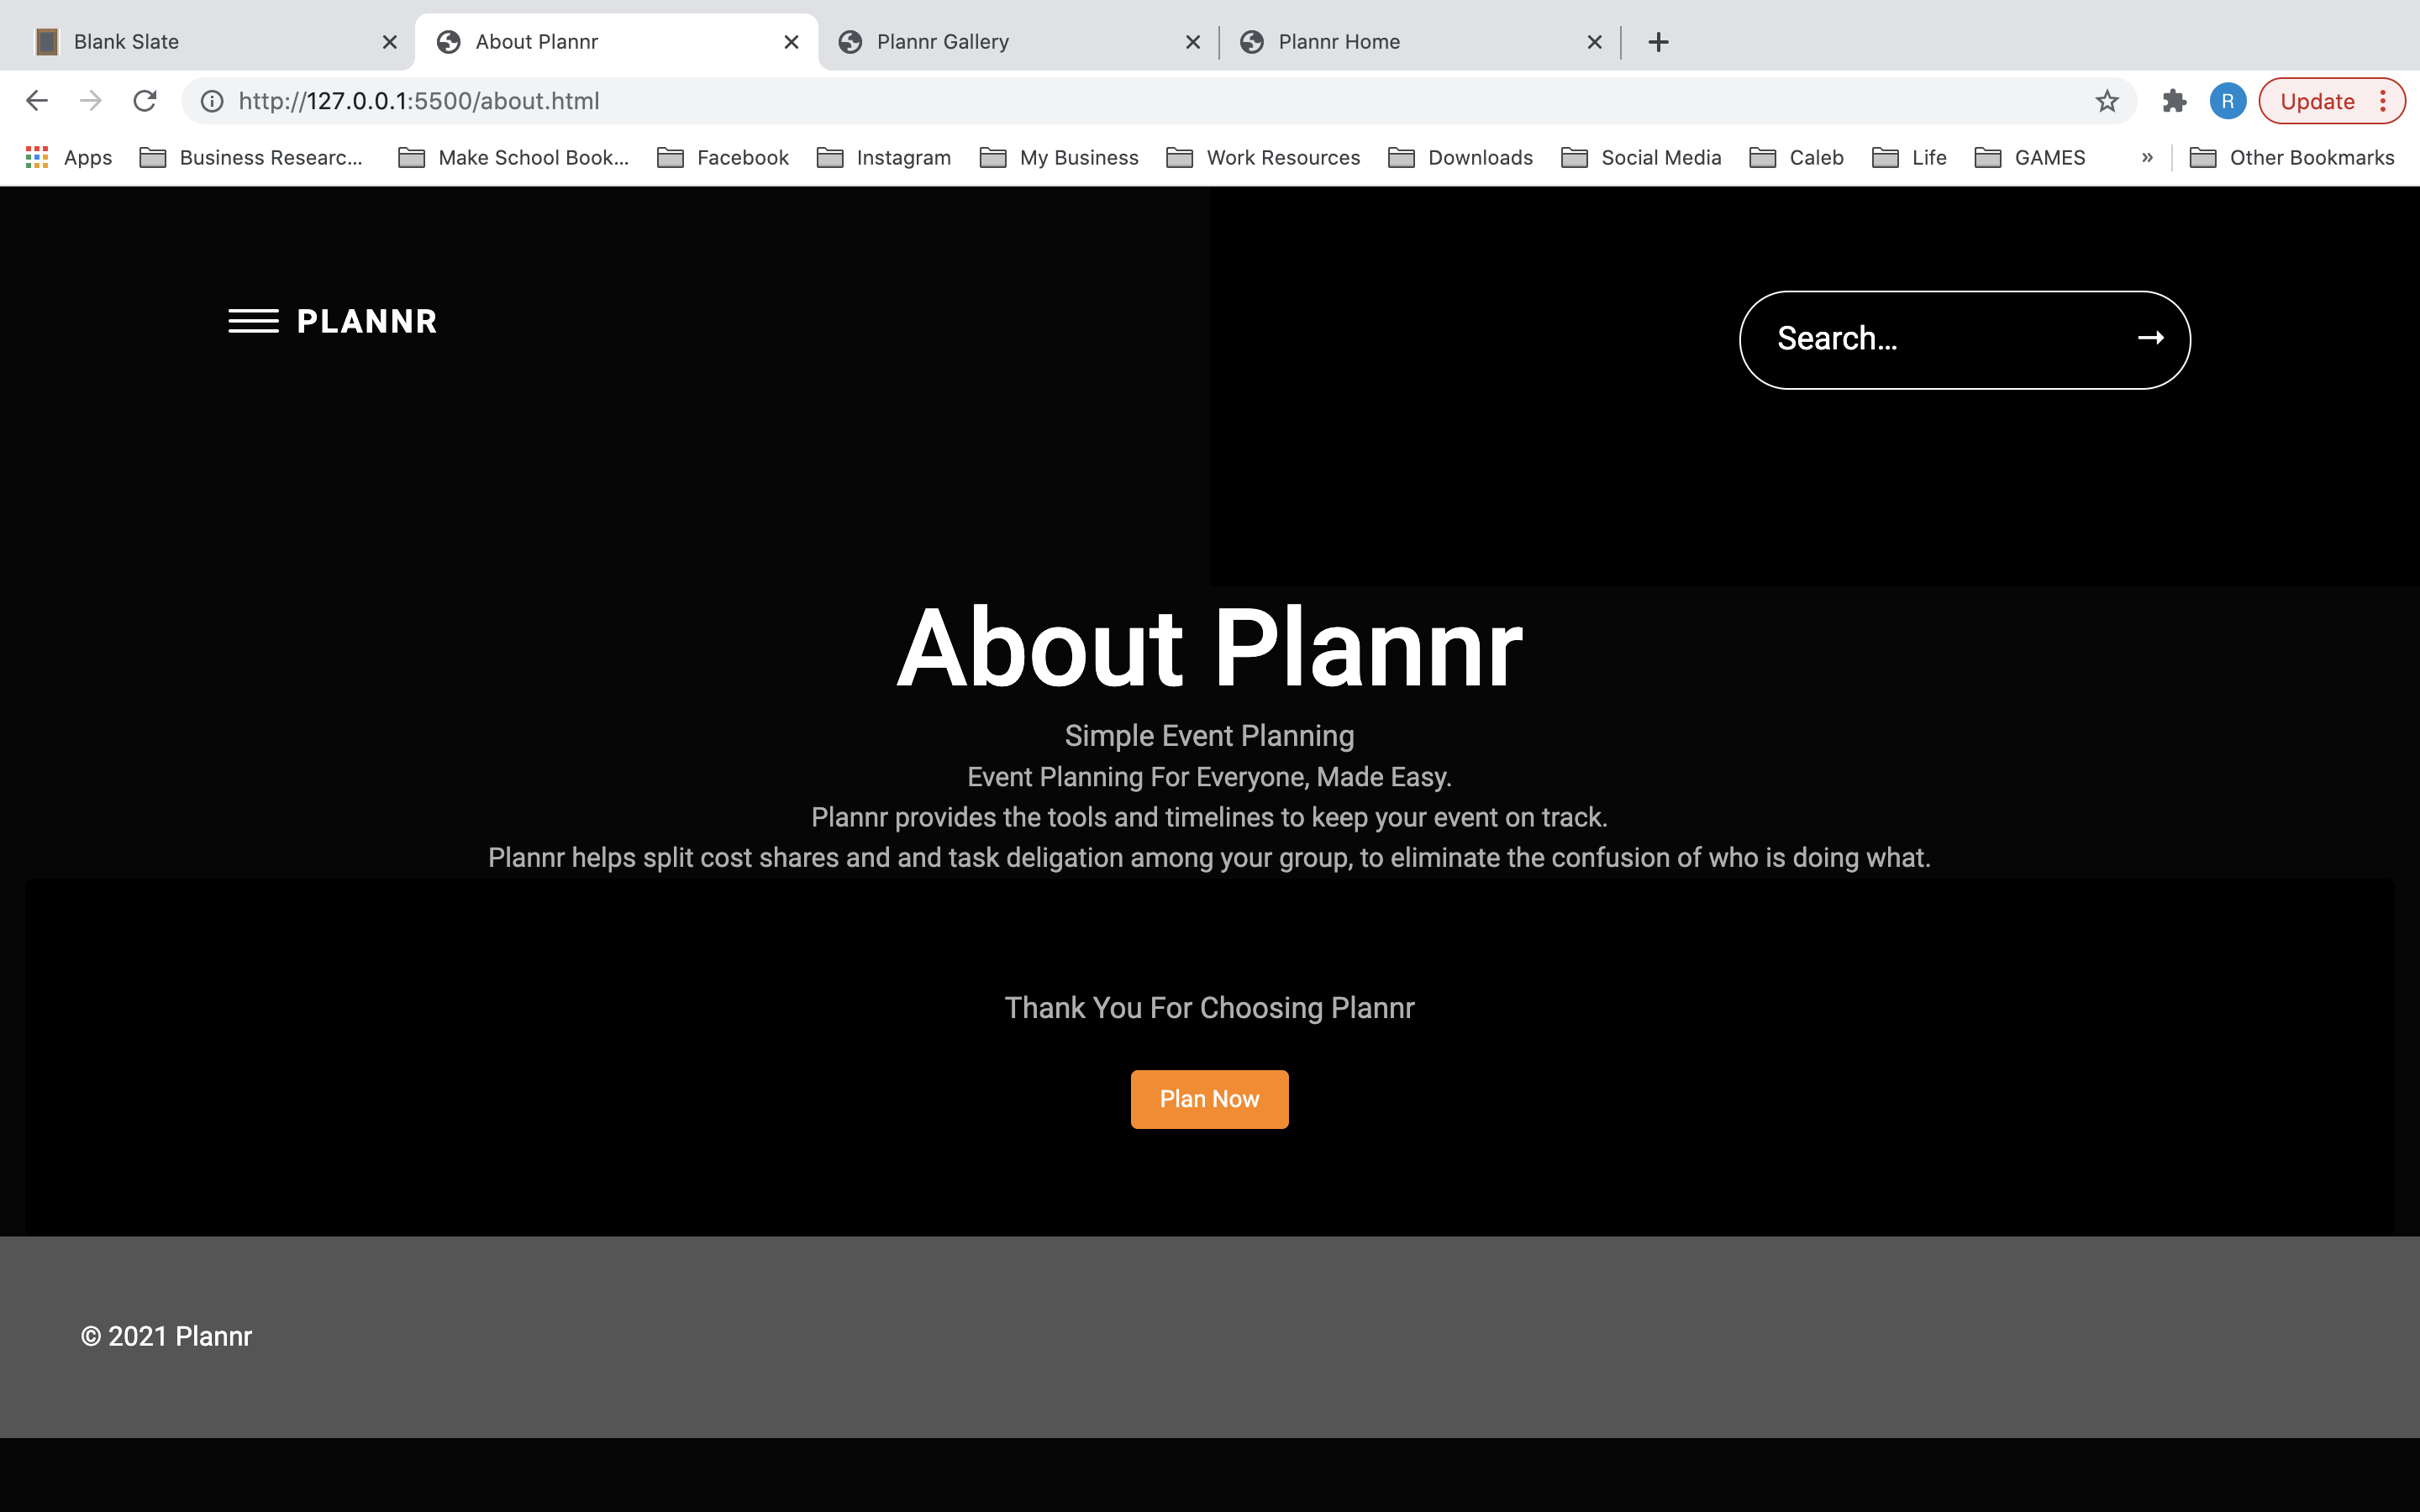 Blank Slate
About Plannr
Plannr Gallery
Plannr Home
http://127.0.0.1:5500/about.html
R
Update
Apps
Business Researc...
Make School Book...
Facebook
Instagram
My Business
Work Resources
Downloads
Social Media
Caleb
Life
GAMES
»
Other Bookmarks
PLANNR
Search...
About Plannr
Simple Event Planning
Event Planning For Everyone, Made Easy.
Plannr provides the tools and timelines to keep your event on track.
Plannr helps split cost shares and and task deligation among your group, to eliminate the confusion of who is doing what.
Thank You For Choosing Plannr
Plan Now
© 2021 Plannr